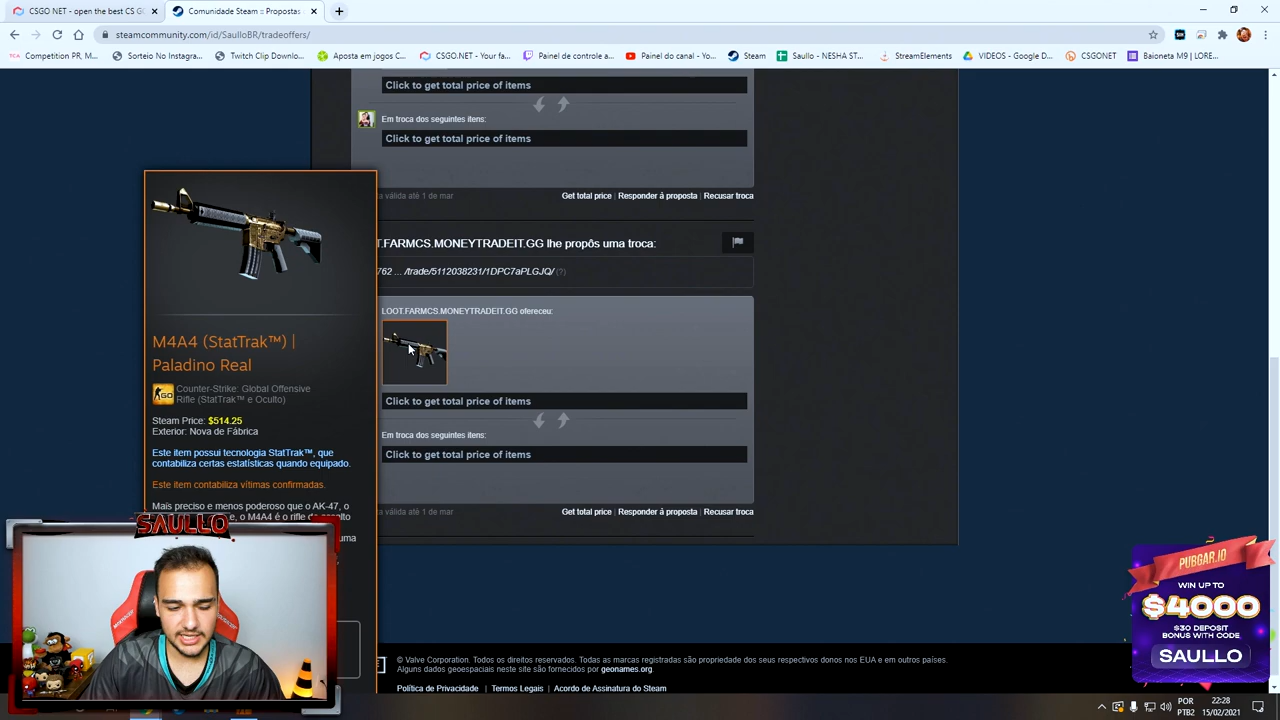 CSGO NET - open the best CS GO
Comunidade Steam :: Propostas
steamcommunity.com/id/SaulloBR/tradeoffers/
Competition PR, M...
Sorteio No Instagra...
Twitch Clip Downlo...
Aposta em jogos C...
CSGO.NET - Your fa...
Painel de controle a...
Painel do canal - Yo...
Steam
Saullo - NESHA ST...
StreamElements
VIDEOS - Google D...
CSGONET
Baioneta M9 | LORE...
Click to get total price of items
Em troca dos seguintes itens:
Click to get total price of items
a válida até 1 de mar
Get total price | Responder à proposta | Recusar troca
T.FARMCS.MONEYTRADEIT.GG lhe propôs uma troca:
762 ... /trade/5112038231/1DPC7aPLGJQ/ (?)
LOOT.FARMCS.MONEYTRADEIT.GG ofereceu:
Click to get total price of items
Em troca dos seguintes itens:
Click to get total price of items
a válida até 1 de mar
Get total price | Responder à proposta | Recusar troca
M4A4 (StatTrak™) |
Paladino Real
Counter-Strike: Global Offensive
Rifle (StatTrak™ e Oculto)
Steam Price: $514.25
Exterior: Nova de Fábrica
Este item possui tecnologia StatTrak™, que
contabiliza certas estatísticas quando equipado.
Este item contabiliza vítimas confirmadas.
Mais preciso e menos poderoso que o AK-47, o
e, o M4A4 é o rifle de assalto
uma
SAULLO
PUBGAR.IO
WIN UP TO
$4000
$30 DEPOSIT
BONUS WITH CODE
SAULLO
© Valve Corporation. Todos os direitos reservados. Todas as marcas registradas são propriedade dos seus respectivos donos nos EUA e em outros países.
Alguns dados geoespaciais neste site são fornecidos por geonames.org.
Política de Privacidade | Termos Legais | Acordo de Assinatura do Steam
POR
PTB2
22:28
15/02/2021